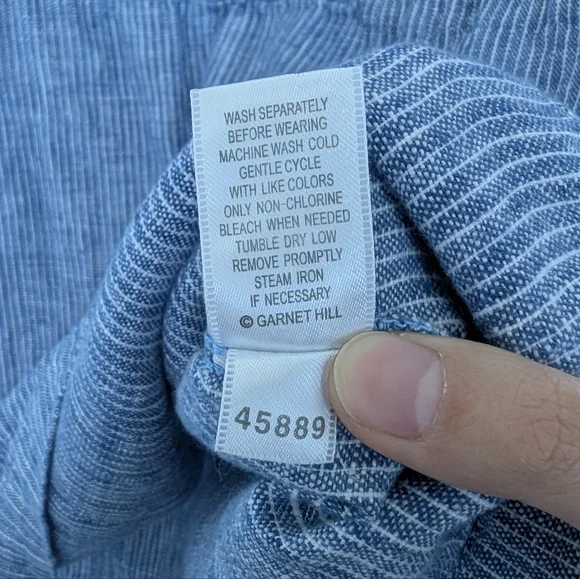 WASH SEPARATELY
BEFORE WEARING
MACHINE WASH COLD
GENTLE CYCLE
WITH LIKE COLORS
ONLY NON-CHLORINE
BLEACH WHEN NEEDED
TUMBLE DRY LOW
REMOVE PROMPTLY
STEAM IRON
IF NECESSARY
© GARNET HILL
45889